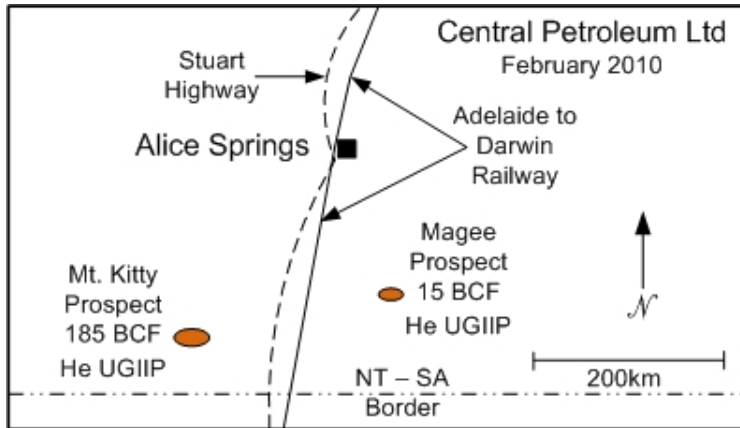 Central Petroleum Ltd
February 2010
Stuart
Highway
Adelaide to
Darwin
Railway
Alice Springs
Magee
Prospect
15 BCF
He UGIIP
Mt. Kitty
Prospect
185 BCF
He UGIIP
N
200km
NT – SA
Border